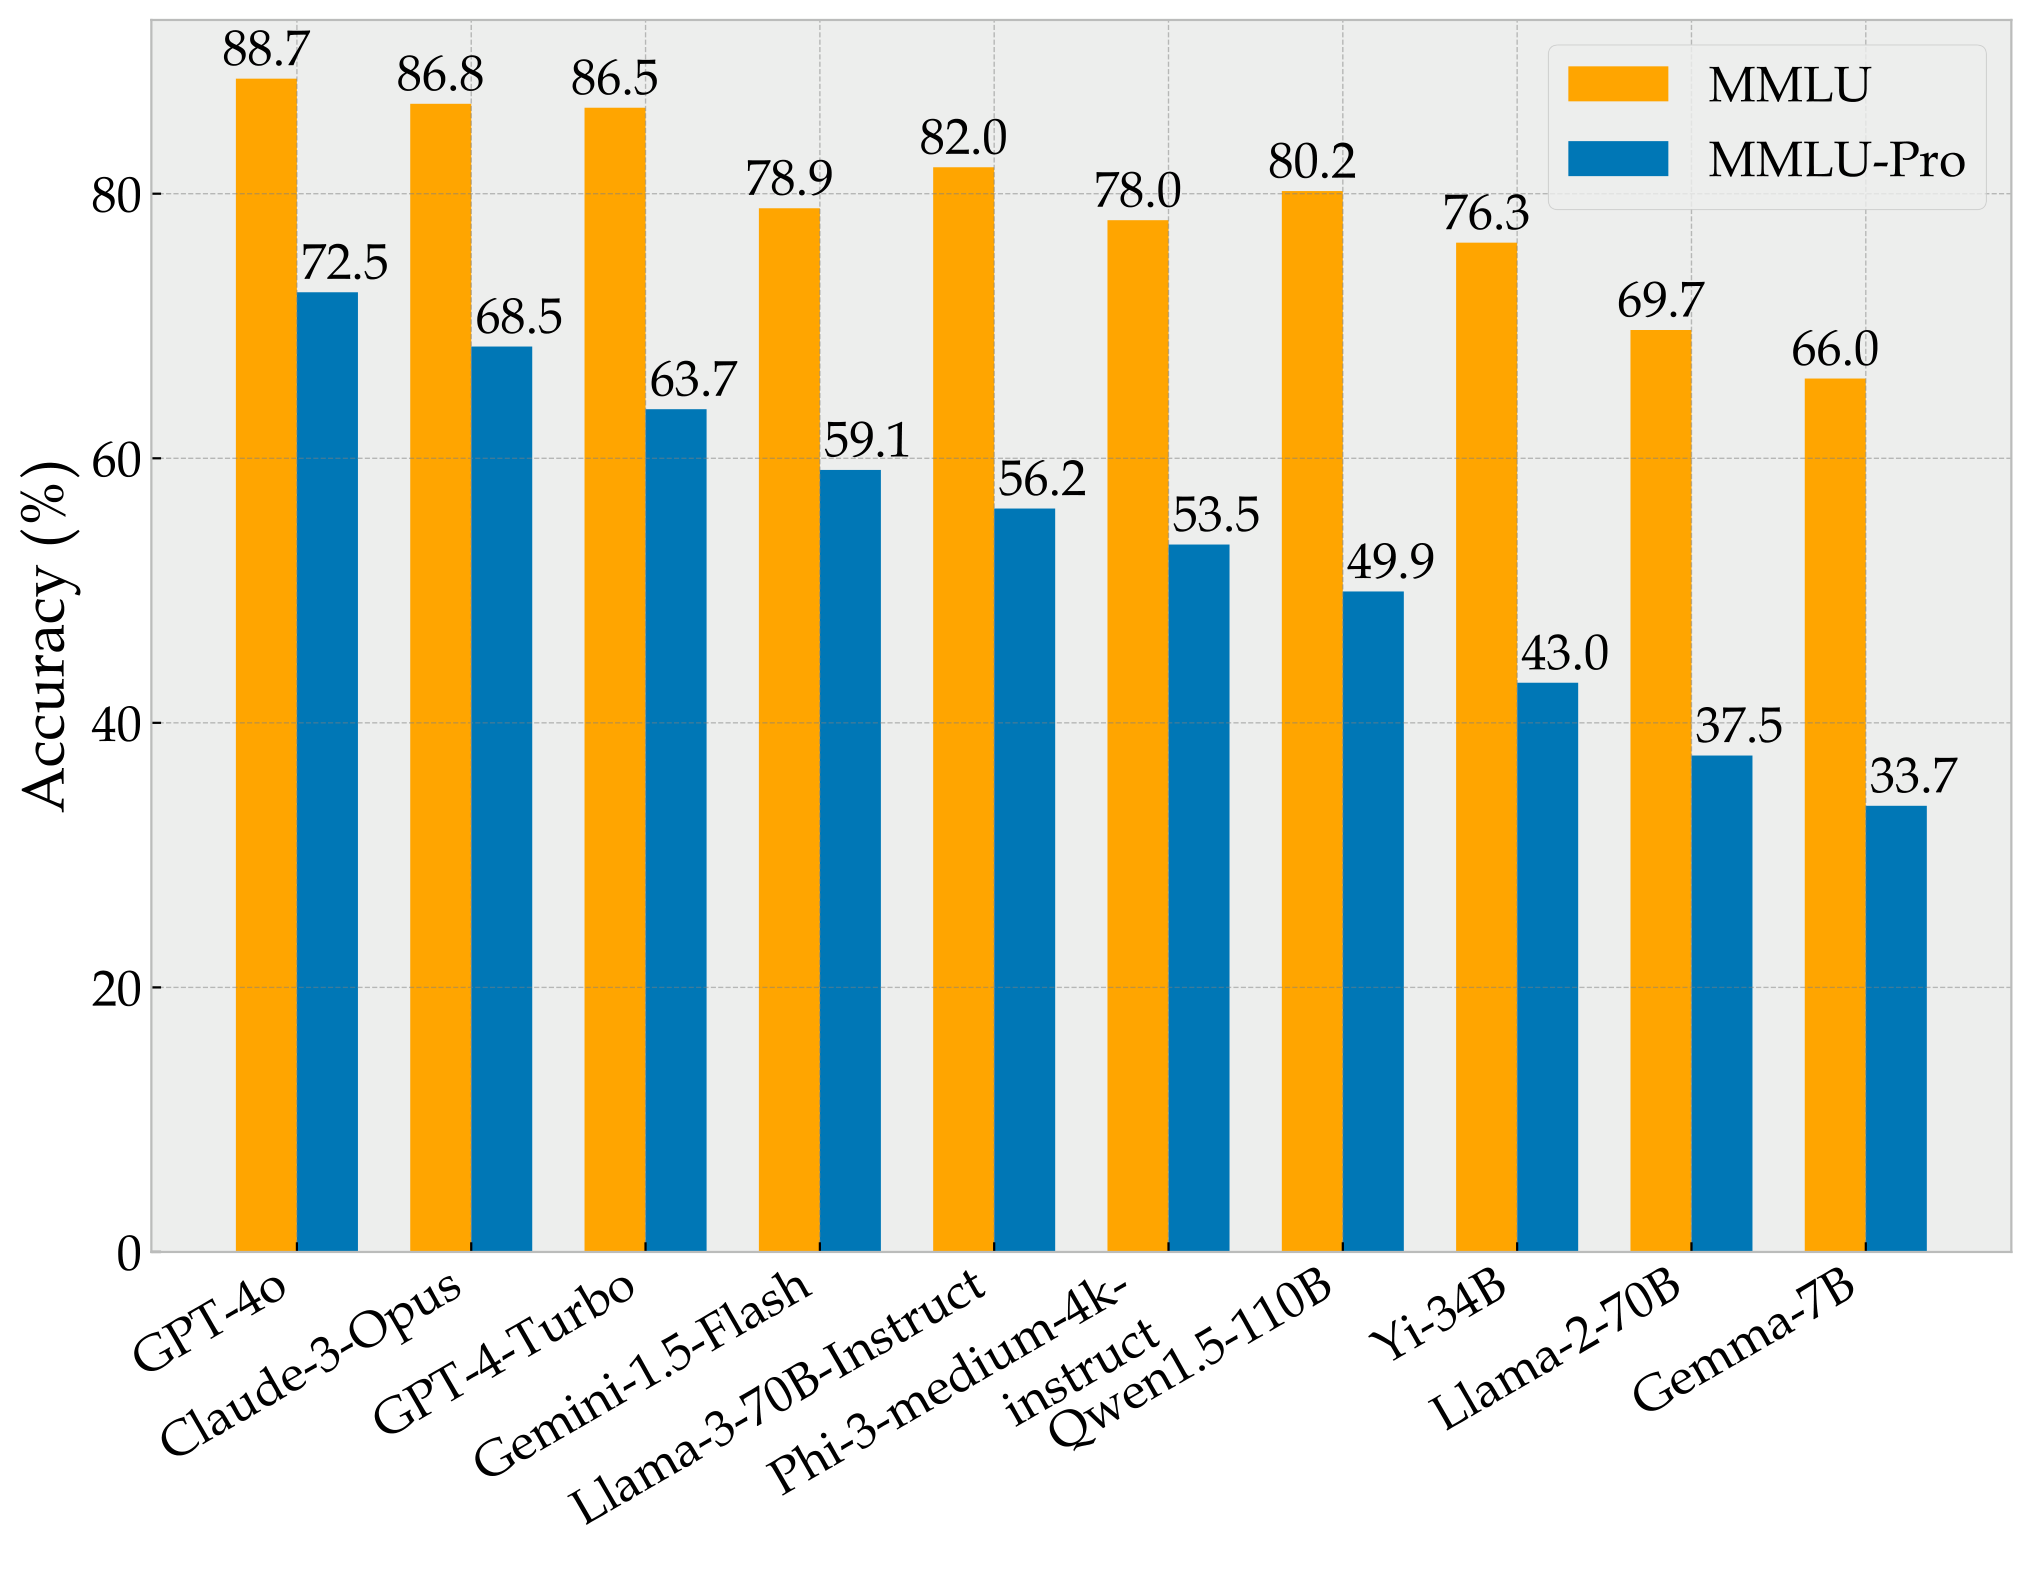 MMLU
MMLU-Pro
Accuracy (%)
80
60
40
20
0
88.7
72.5
86.8
68.5
86.5
63.7
78.9
59.1
82.0
56.2
78.0
53.5
80.2
49.9
76.3
43.0
69.7
37.5
66.0
33.7
GPT-4o
Claude-3-Opus
GPT-4-Turbo
Gemini-1.5-Flash
Llama-3-70B-Instruct
Phi-3-medium-4k-
instruct
Qwen1.5-110B
Yi-34B
Llama-2-70B
Gemma-7B